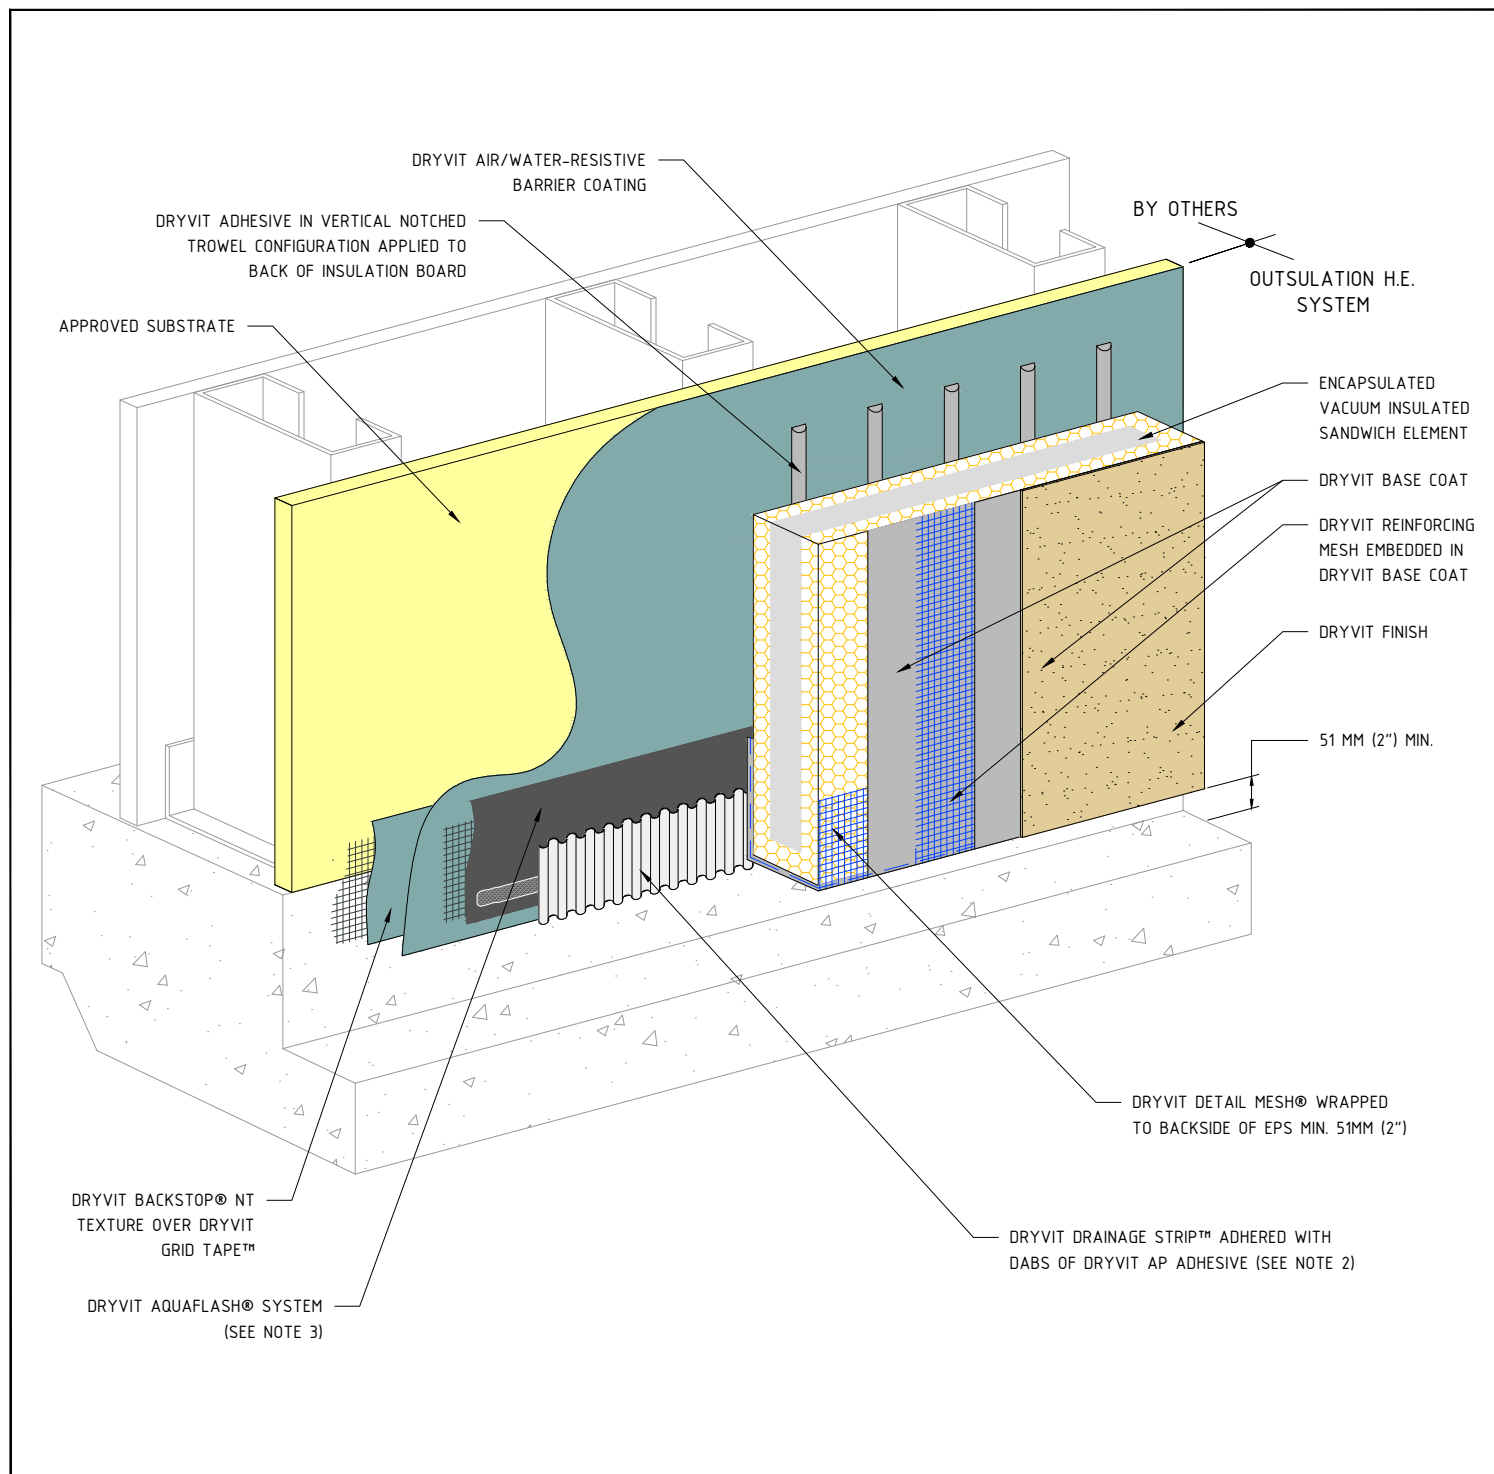 DRYVIT AIR/WATER-RESISTIVE
BARRIER COATING
DRYVIT ADHESIVE IN VERTICAL NOTCHED
TROWEL CONFIGURATION APPLIED TO
BACK OF INSULATION BOARD
APPROVED SUBSTRATE
BY OTHERS
OUTSULATION H.E.
SYSTEM
ENCAPSULATED
VACUUM INSULATED
SANDWICH ELEMENT
DRYVIT BASE COAT
DRYVIT REINFORCING
MESH EMBEDDED IN
DRYVIT BASE COAT
DRYVIT FINISH
51 MM (2") MIN.
DRYVIT DETAIL MESH® WRAPPED
TO BACKSIDE OF EPS MIN. 51MM (2")
DRYVIT DRAINAGE STRIP™ ADHERED WITH
DABS OF DRYVIT AP ADHESIVE (SEE NOTE 2)
DRYVIT BACKSTOP® NT
TEXTURE OVER DRYVIT
GRID TAPE™
DRYVIT AQUAFLASH® SYSTEM
(SEE NOTE 3)